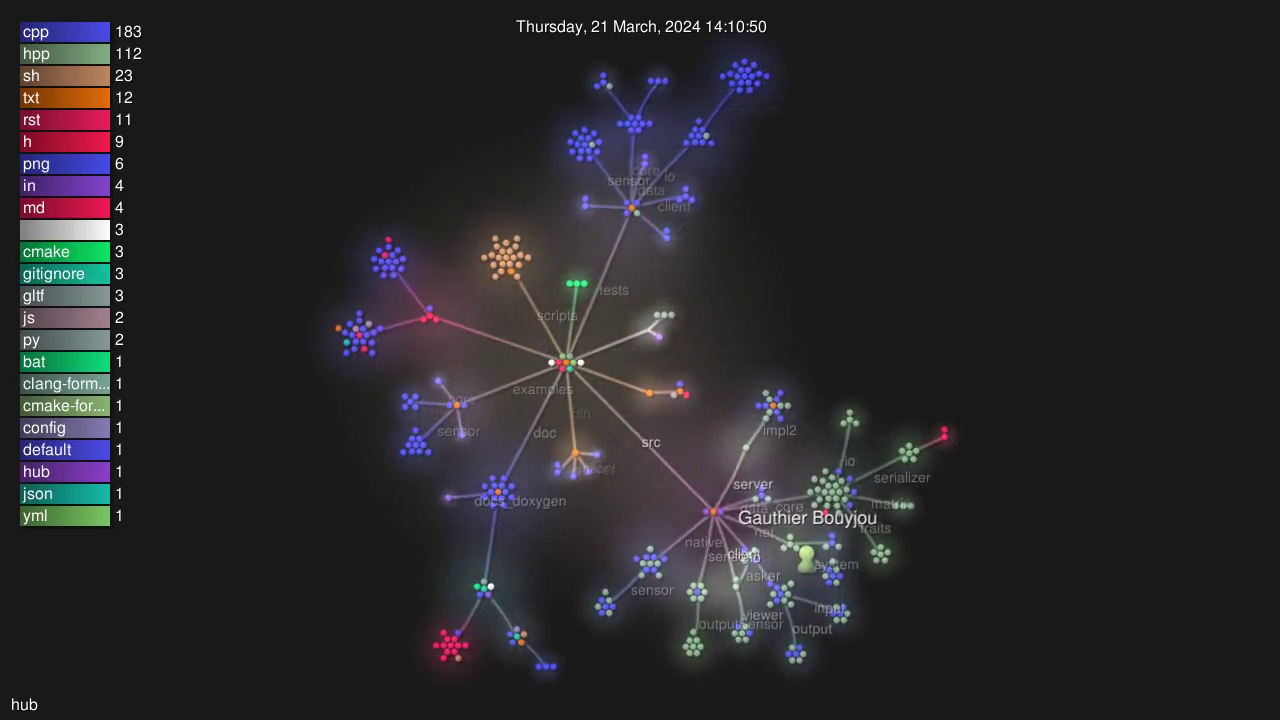 Thursday, 21 March, 2024 14:10:50
cpp 183
hpp 112
sh 23
txt 12
rst 11
h 9
png 6
in 4
md 4
3
cmake 3
gitignore 3
gltf 3
js 2
py 2
bat 1
clang-form... 1
cmake-for... 1
config 1
default 1
hub 1
json 1
yml 1
core
io
sensor
data
client
tests
scripts
examples
core
bin
sensor
doc
src
impl2
docs_doxygen
server
io
serializer
data
core
matrix
Gauthier Bouyjou
traits
net
native
client
io
system
asker
sensor
viewer
input
output
sensor
output
hub